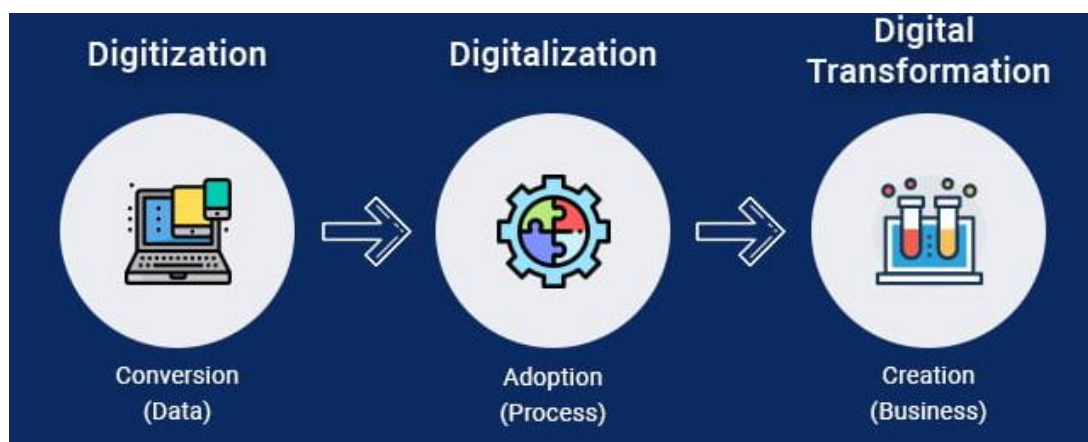 Digitization
Conversion
(Data)
Digitalization
Adoption
(Process)
Digital
Transformation
Creation
(Business)